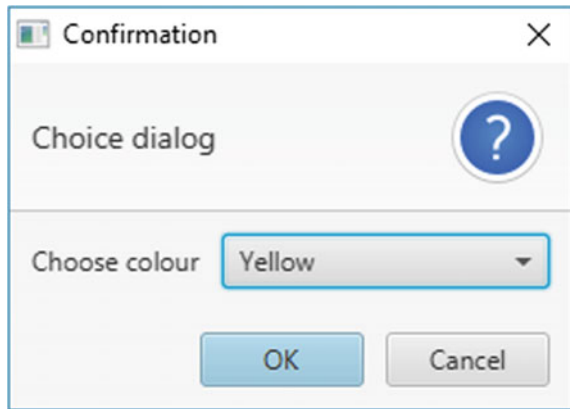 Confirmation
Choice dialog
?
Choose colour Yellow
OK Cancel